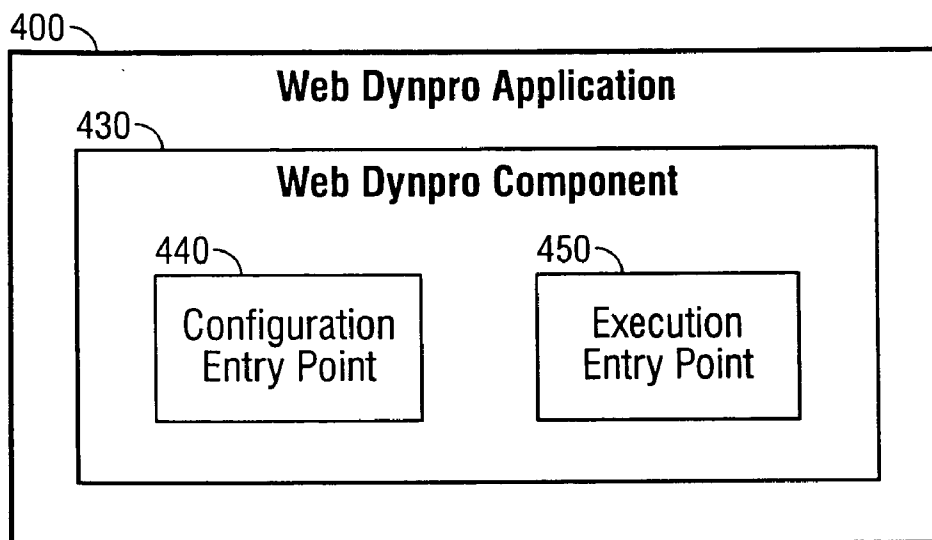 400
Web Dynpro Application
430
Web Dynpro Component
440
450
Configuration
Entry Point
Execution
Entry Point